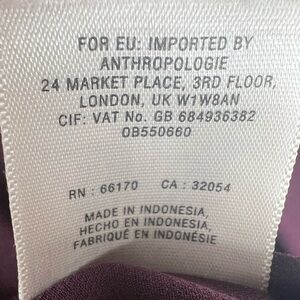 FOR EU: IMPORTED BY
ANTHROPOLOGIE
24 MARKET PLACE, 3RD FLOOR,
LONDON, UK W1W8AN
CIF: VAT No. GB 684936382
OB550660
RN : 66170 CA : 32054
MADE IN INDONESIA,
HECHO EN INDONESIA,
FABRIQUÉ EN INDONÉSIE